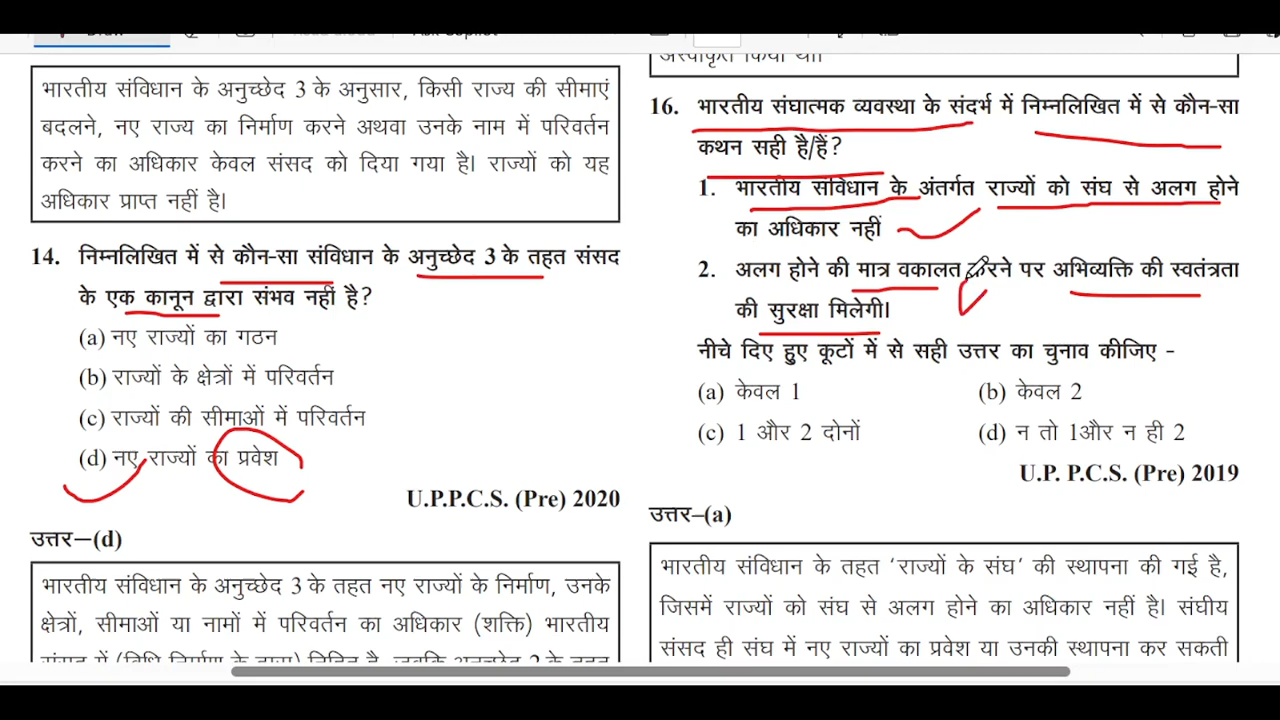 भारतीय संविधान के अनुच्छेद 3 के अनुसार, किसी राज्य की सीमाएं
बदलने, नए राज्य का निर्माण करने अथवा उनके नाम में परिवर्तन
करने का अधिकार केवल संसद को दिया गया है। राज्यों को यह
अधिकार प्राप्त नहीं है।
14. निम्नलिखित में से कौन-सा संविधान के अनुच्छेद 3 के तहत संसद
के एक कानून द्वारा संभव नहीं है?
(a) नए राज्यों का गठन
(b) राज्यों के क्षेत्रों में परिवर्तन
(c) राज्यों की सीमाओं में परिवर्तन
(d) नए राज्यों का प्रवेश
U.P.P.C.S. (Pre) 2020
उत्तर–(d)
भारतीय संविधान के अनुच्छेद 3 के तहत नए राज्यों के निर्माण, उनके
क्षेत्रों, सीमाओं या नामों में परिवर्तन का अधिकार (शक्ति) भारतीय
अस्वीकृत किया था।
16. भारतीय संघात्मक व्यवस्था के संदर्भ में निम्नलिखित में से कौन-सा
कथन सही है/हैं?
1. भारतीय संविधान के अंतर्गत राज्यों को संघ से अलग होने
का अधिकार नहीं
2. अलग होने की मात्र वकालत करने पर अभिव्यक्ति की स्वतंत्रता
की सुरक्षा मिलेगी।
नीचे दिए हुए कूटों में से सही उत्तर का चुनाव कीजिए -
(a) केवल 1 (b) केवल 2
(c) 1 और 2 दोनों (d) न तो 1और न ही 2
U.P. P.C.S. (Pre) 2019
उत्तर–(a)
भारतीय संविधान के तहत ‘राज्यों के संघ’ की स्थापना की गई है,
जिसमें राज्यों को संघ से अलग होने का अधिकार नहीं है। संघीय
संसद ही संघ में नए राज्यों का प्रवेश या उनकी स्थापना कर सकती